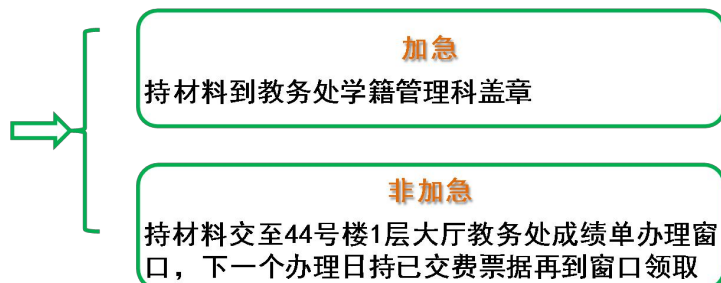 加急
持材料到教务处学籍管理科盖章
非加急
持材料交至44号楼1层大厅教务处成绩单办理窗
口，下一个办理日持已交费票据再到窗口领取